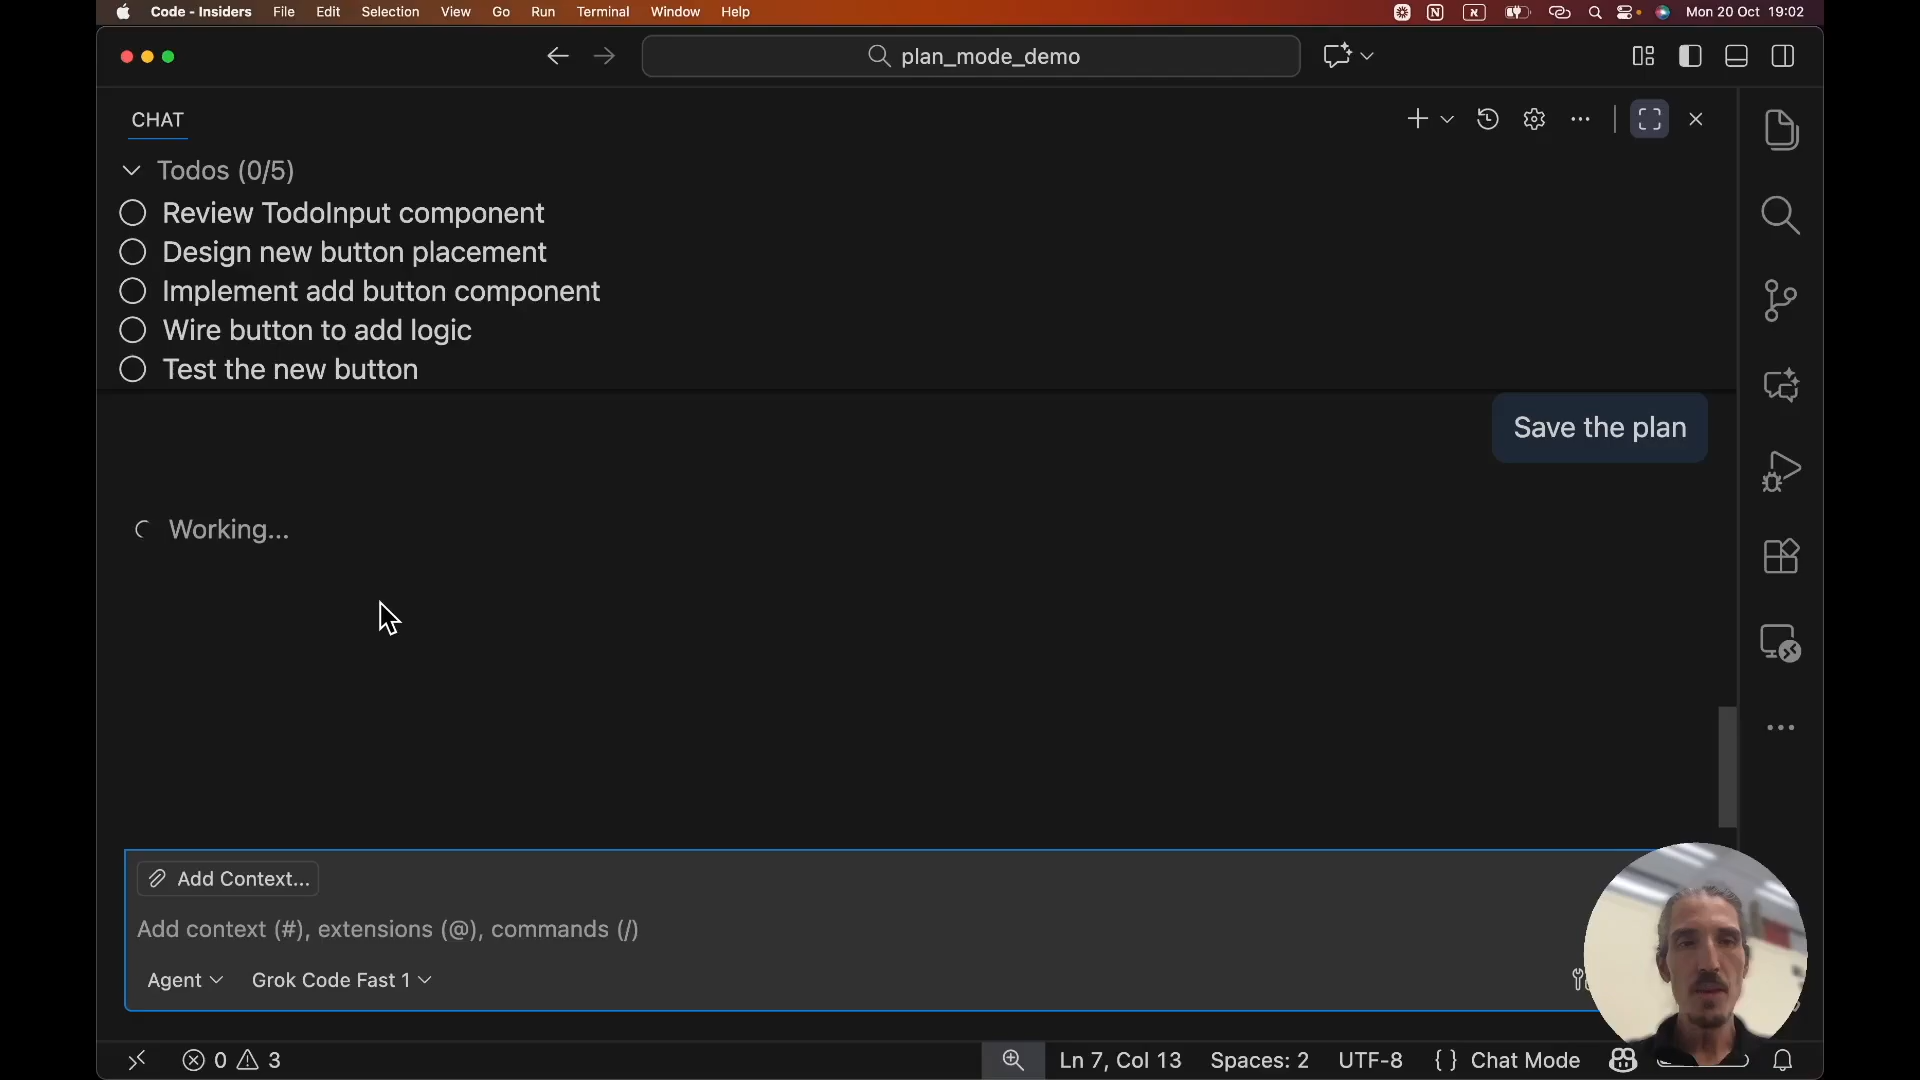 Code - Insiders File Edit Selection View Go Run Terminal Window Help Mon 20 Oct 19:02
plan_mode_demo
CHAT
Todos (0/5)
Review TodoInput component
Design new button placement
Implement add button component
Wire button to add logic
Test the new button
Save the plan
Working...
Add Context...
Add context (#), extensions (@), commands (/)
Agent Grok Code Fast 1
0 3 Ln 7, Col 13 Spaces: 2 UTF-8 { } Chat Mode